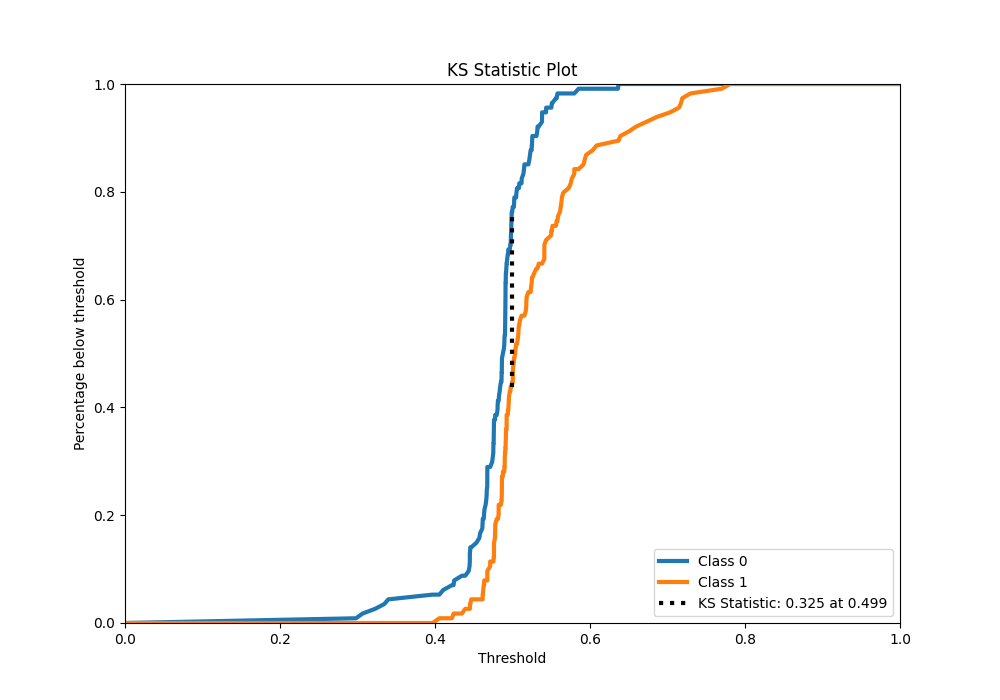 KS Statistic Plot
1.0
0.8
0.6
0.4
0.2
0.0
Percentage below threshold
0.0 0.2 0.4 0.6 0.8 1.0
Threshold
Class 0
Class 1
KS Statistic: 0.325 at 0.499